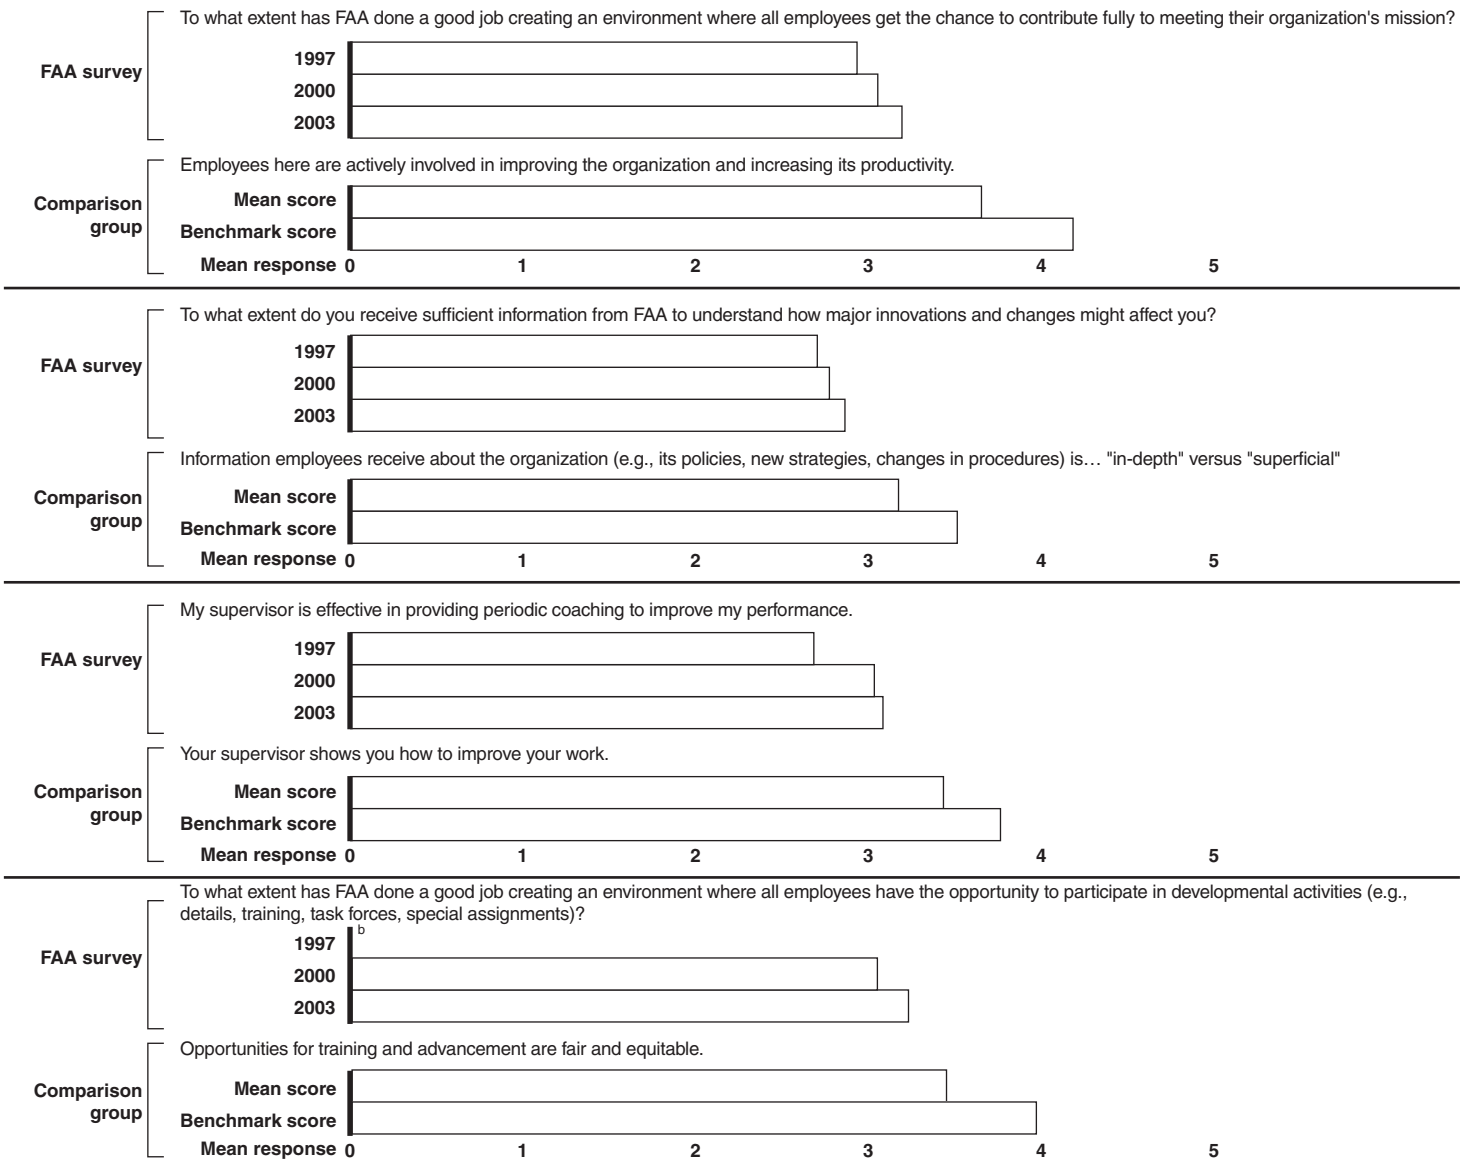 To what extent has FAA done a good job creating an environment where all employees get the chance to contribute fully to meeting their organization's mission?
FAA survey
1997
2000
2003
Employees here are actively involved in improving the organization and increasing its productivity.
Comparison
group
Mean score
Benchmark score
Mean response 0 1 2 3 4 5
To what extent do you receive sufficient information from FAA to understand how major innovations and changes might affect you?
FAA survey
1997
2000
2003
Information employees receive about the organization (e.g., its policies, new strategies, changes in procedures) is… "in-depth" versus "superficial"
Comparison
group
Mean score
Benchmark score
Mean response 0 1 2 3 4 5
My supervisor is effective in providing periodic coaching to improve my performance.
FAA survey
1997
2000
2003
Your supervisor shows you how to improve your work.
Comparison
group
Mean score
Benchmark score
Mean response 0 1 2 3 4 5
To what extent has FAA done a good job creating an environment where all employees have the opportunity to participate in developmental activities (e.g.,
details, training, task forces, special assignments)?
FAA survey
1997 b
2000
2003
Opportunities for training and advancement are fair and equitable.
Comparison
group
Mean score
Benchmark score
Mean response 0 1 2 3 4 5